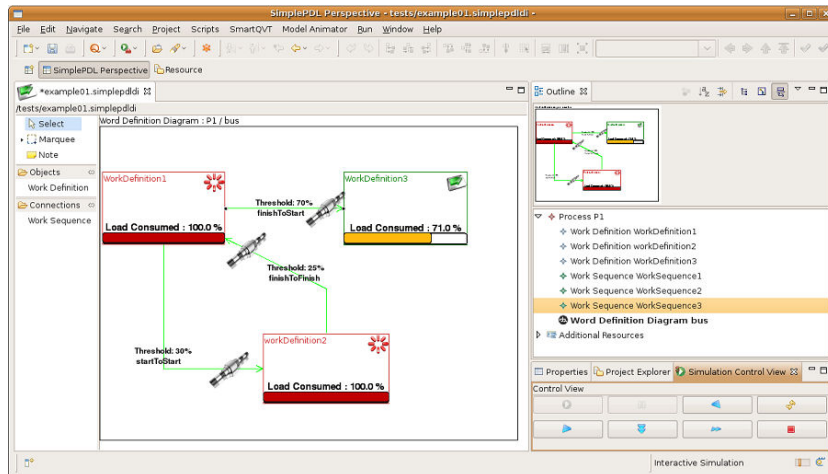 SimplePDL Perspective - tests/example01.simplepdldi -
File Edit Navigate Search Project Scripts SmartQVT Model Animator Run Window Help
SimplePDL Perspective Resource
*example01.simplepdldi
/tests/example01.simplepdldi
Select
Marquee
Note
Objects
Work Definition
Connections
Work Sequence
Word Definition Diagram : P1 / bus
WorkDefinition1
Load Consumed : 100.0 %
Threshold: 70%
finishToStart
WorkDefinition3
Load Consumed : 71.0 %
Threshold: 25%
finishToFinish
Threshold: 30%
startToStart
workDefinition2
Load Consumed : 100.0 %
Outline
Process P1
Work Definition WorkDefinition1
Work Definition workDefinition2
Work Definition WorkDefinition3
Work Sequence WorkSequence1
Work Sequence WorkSequence2
Work Sequence WorkSequence3
Word Definition Diagram bus
Additional Resources
Properties Project Explorer Simulation Control View
Control View
Interactive Simulation